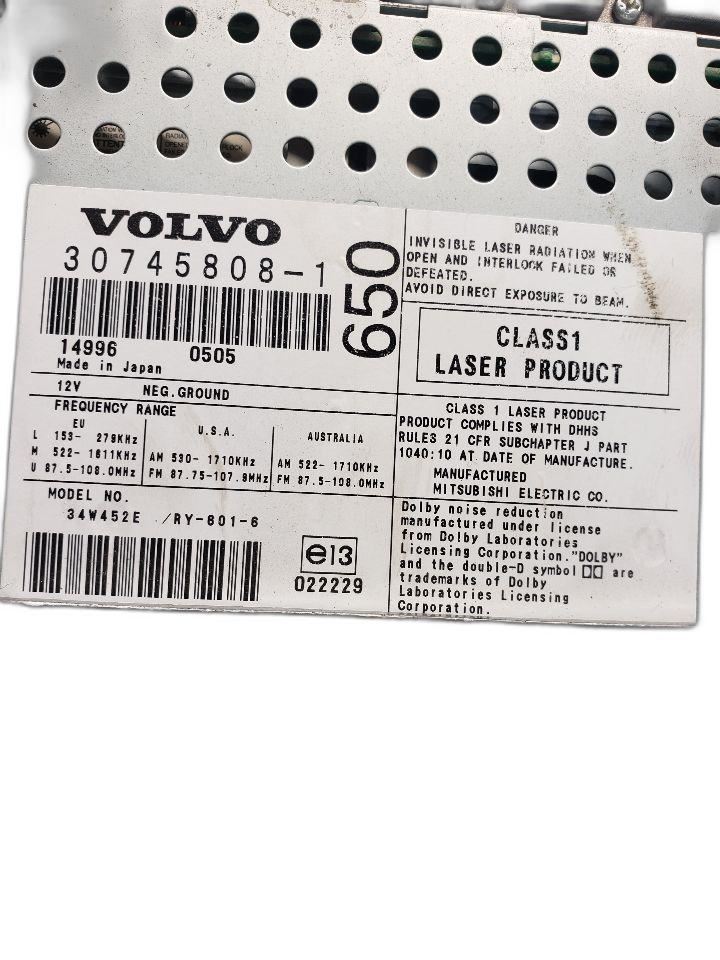 VOLVO
30745808-1
650
14996 0505
Made in Japan
12V NEG.GROUND
FREQUENCY RANGE
EU
L 153- 279KHz
M 522- 1611KHz
U 87.5-108.0MHz
U.S.A.
AM 530- 1710KHz
FM 87.75-107.9MHz
AUSTRALIA
AM 522- 1710KHz
FM 87.5-108.0MHz
MODEL NO.
34W452E /RY-601-6
e13
022229
DANGER
INVISIBLE LASER RADIATION WHEN
OPEN AND INTERLOCK FAILED OR
DEFEATED.
AVOID DIRECT EXPOSURE TO BEAM.
CLASS1
LASER PRODUCT
CLASS 1 LASER PRODUCT
PRODUCT COMPLIES WITH DHHS
RULES 21 CFR SUBCHAPTER J PART
1040:10 AT DATE OF MANUFACTURE.
MANUFACTURED
MITSUBISHI ELECTRIC CO.
Dolby noise reduction
manufactured under license
from Dolby Laboratories
Licensing Corporation."DOLBY"
and the double-D symbol are
trademarks of Dolby
Laboratories Licensing
Corporation.